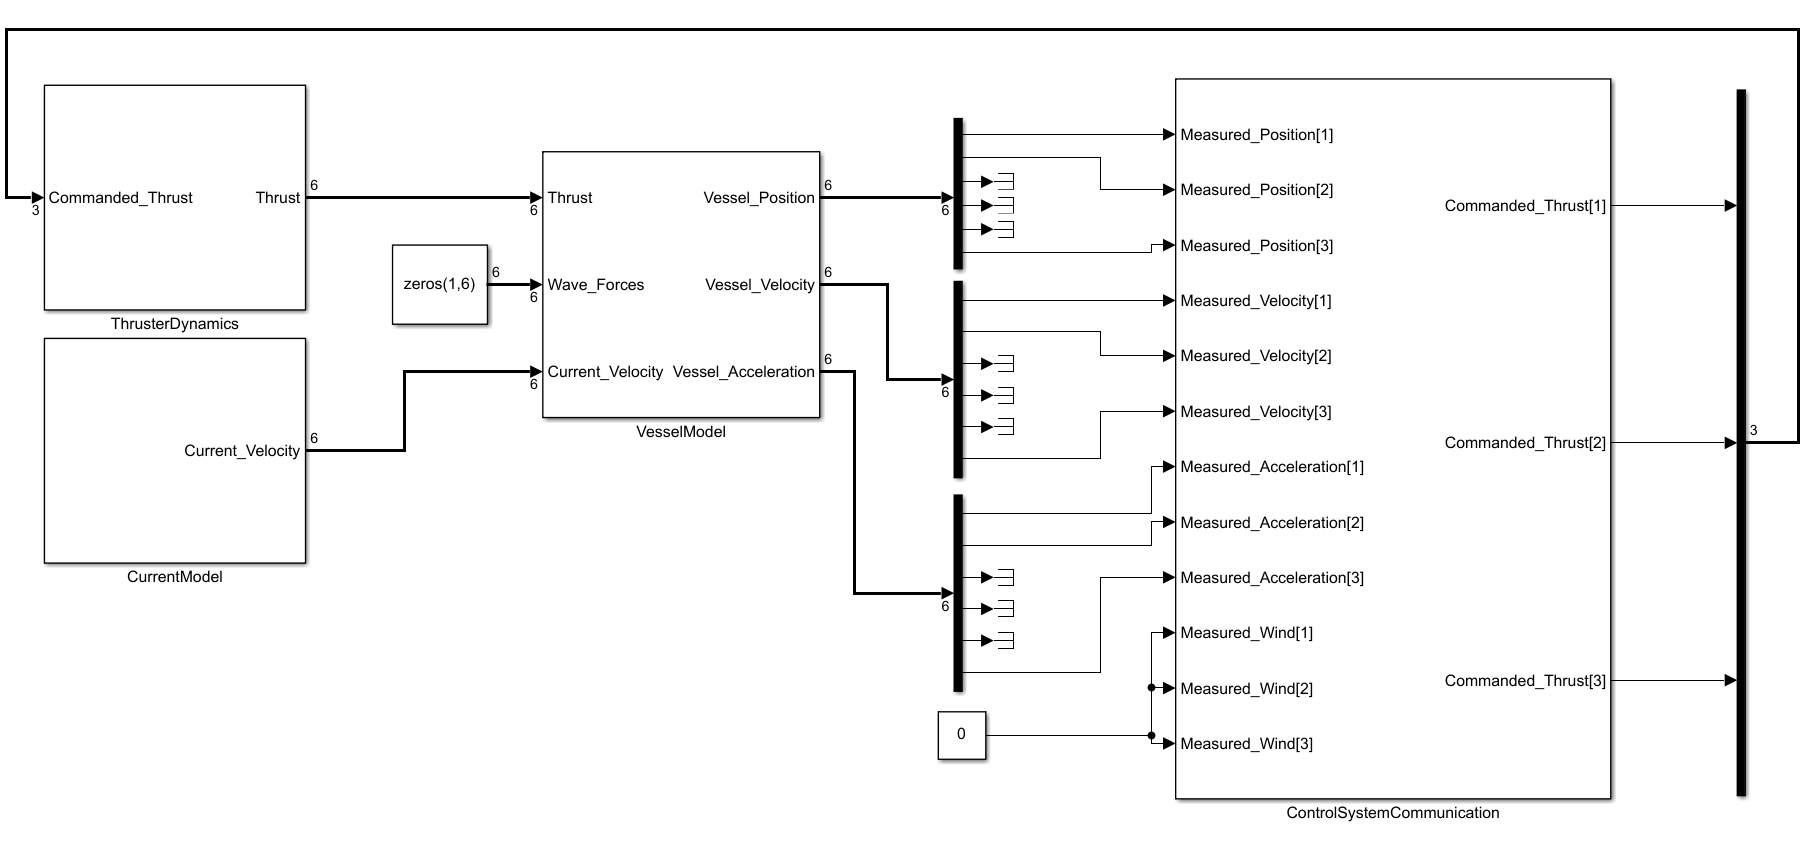 Commanded_Thrust
Thrust
3
6
ThrusterDynamics
Current_Velocity
6
CurrentModel
zeros(1,6)
6
Thrust
6
Wave_Forces
6
Current_Velocity
6
Vessel_Position
6
Vessel_Velocity
6
Vessel_Acceleration
6
VesselModel
6
6
6
0
Measured_Position[1]
Measured_Position[2]
Measured_Position[3]
Measured_Velocity[1]
Measured_Velocity[2]
Measured_Velocity[3]
Measured_Acceleration[1]
Measured_Acceleration[2]
Measured_Acceleration[3]
Measured_Wind[1]
Measured_Wind[2]
Measured_Wind[3]
Commanded_Thrust[1]
Commanded_Thrust[2]
Commanded_Thrust[3]
ControlSystemCommunication
3